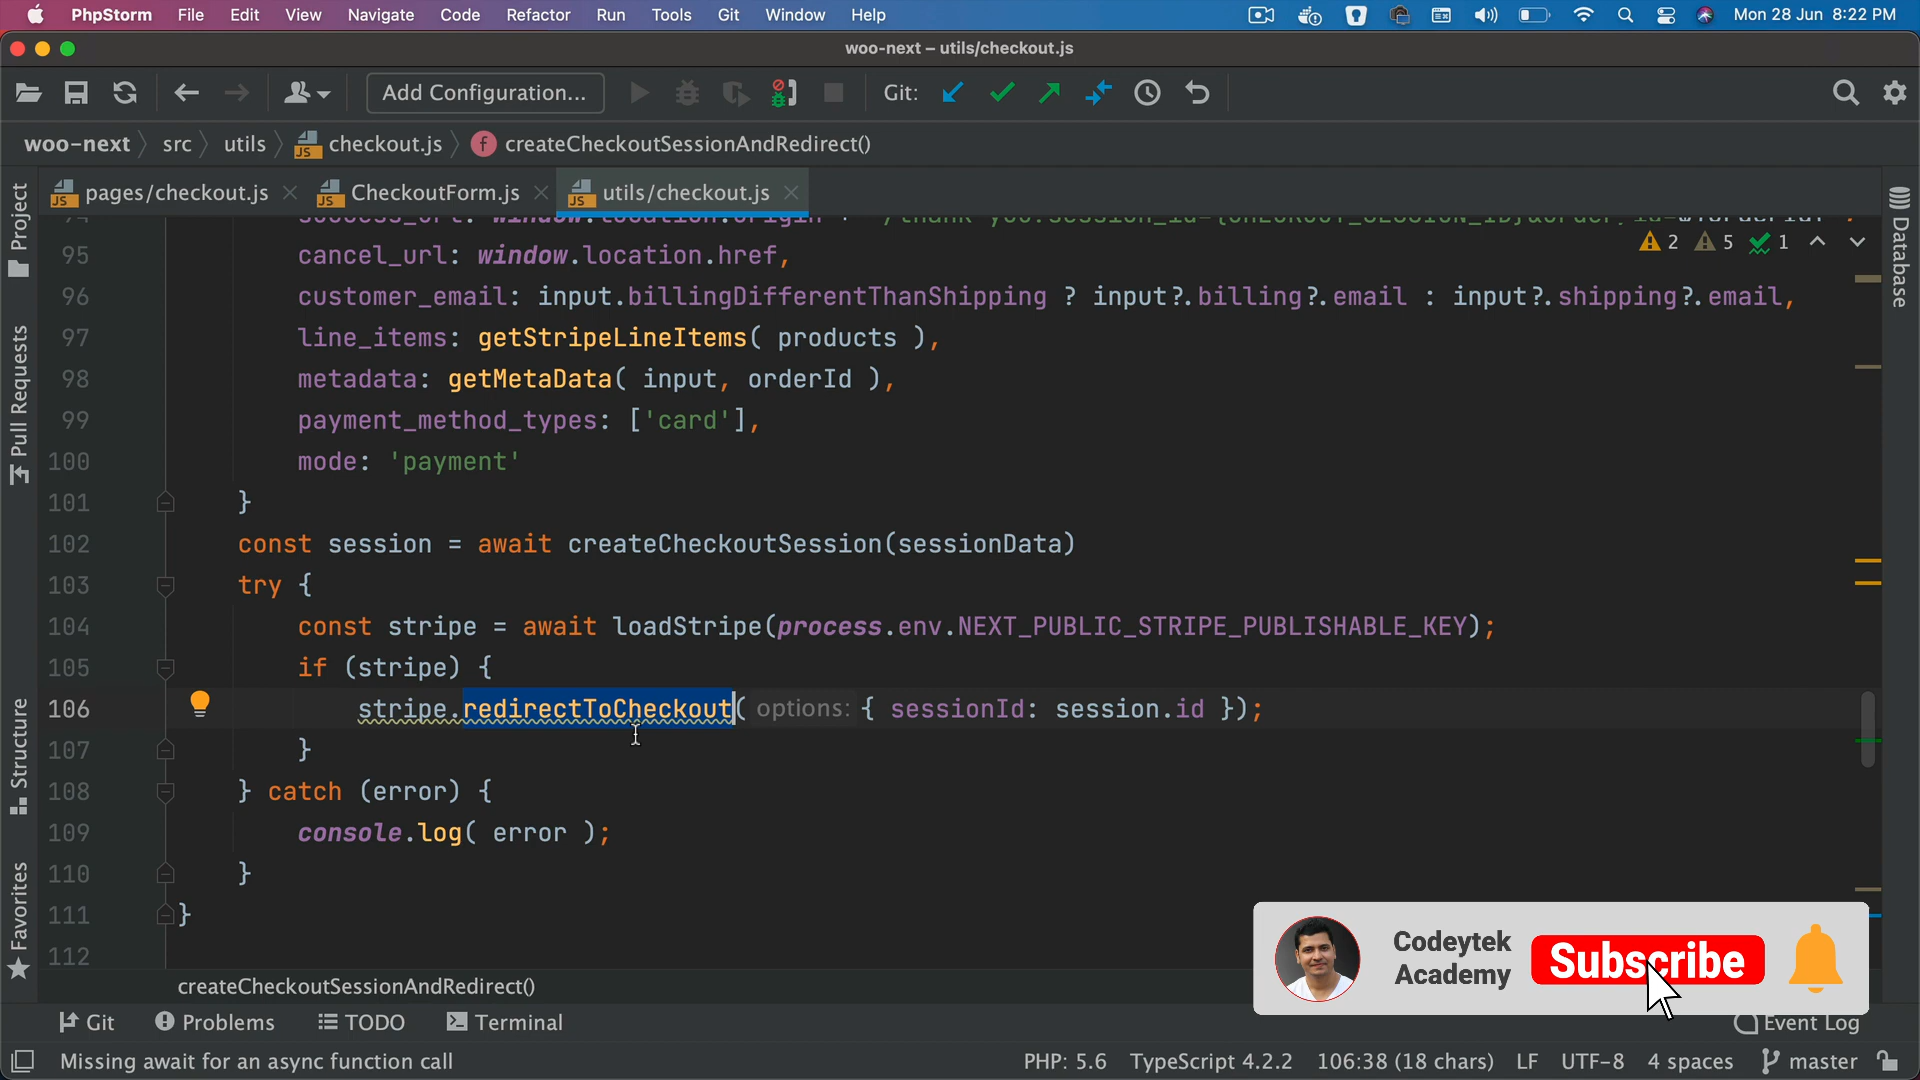 PhpStorm File Edit View Navigate Code Refactor Run Tools Git Window Help Mon 28 Jun 8:22 PM
woo-next – utils/checkout.js
Add Configuration... Git:
woo-next src utils checkout.js f createCheckoutSessionAndRedirect()
pages/checkout.js CheckoutForm.js utils/checkout.js
2 5 1
95 cancel_url: window.location.href,
96 customer_email: input.billingDifferentThanShipping ? input?.billing?.email : input?.shipping?.email,
97 line_items: getStripeLineItems( products ),
98 metadata: getMetaData( input, orderId ),
99 payment_method_types: ['card'],
100 mode: 'payment'
101 }
102 const session = await createCheckoutSession(sessionData)
103 try {
104 const stripe = await loadStripe(process.env.NEXT_PUBLIC_STRIPE_PUBLISHABLE_KEY);
105 if (stripe) {
106 stripe.redirectToCheckout( options: { sessionId: session.id });
107 }
108 } catch (error) {
109 console.log( error );
110 }
111 }
112
createCheckoutSessionAndRedirect()
Project
Pull Requests
Structure
Favorites
Database
Codeytek
Academy
Subscribe
Git Problems TODO Terminal Event Log
Missing await for an async function call PHP: 5.6 TypeScript 4.2.2 106:38 (18 chars) LF UTF-8 4 spaces master